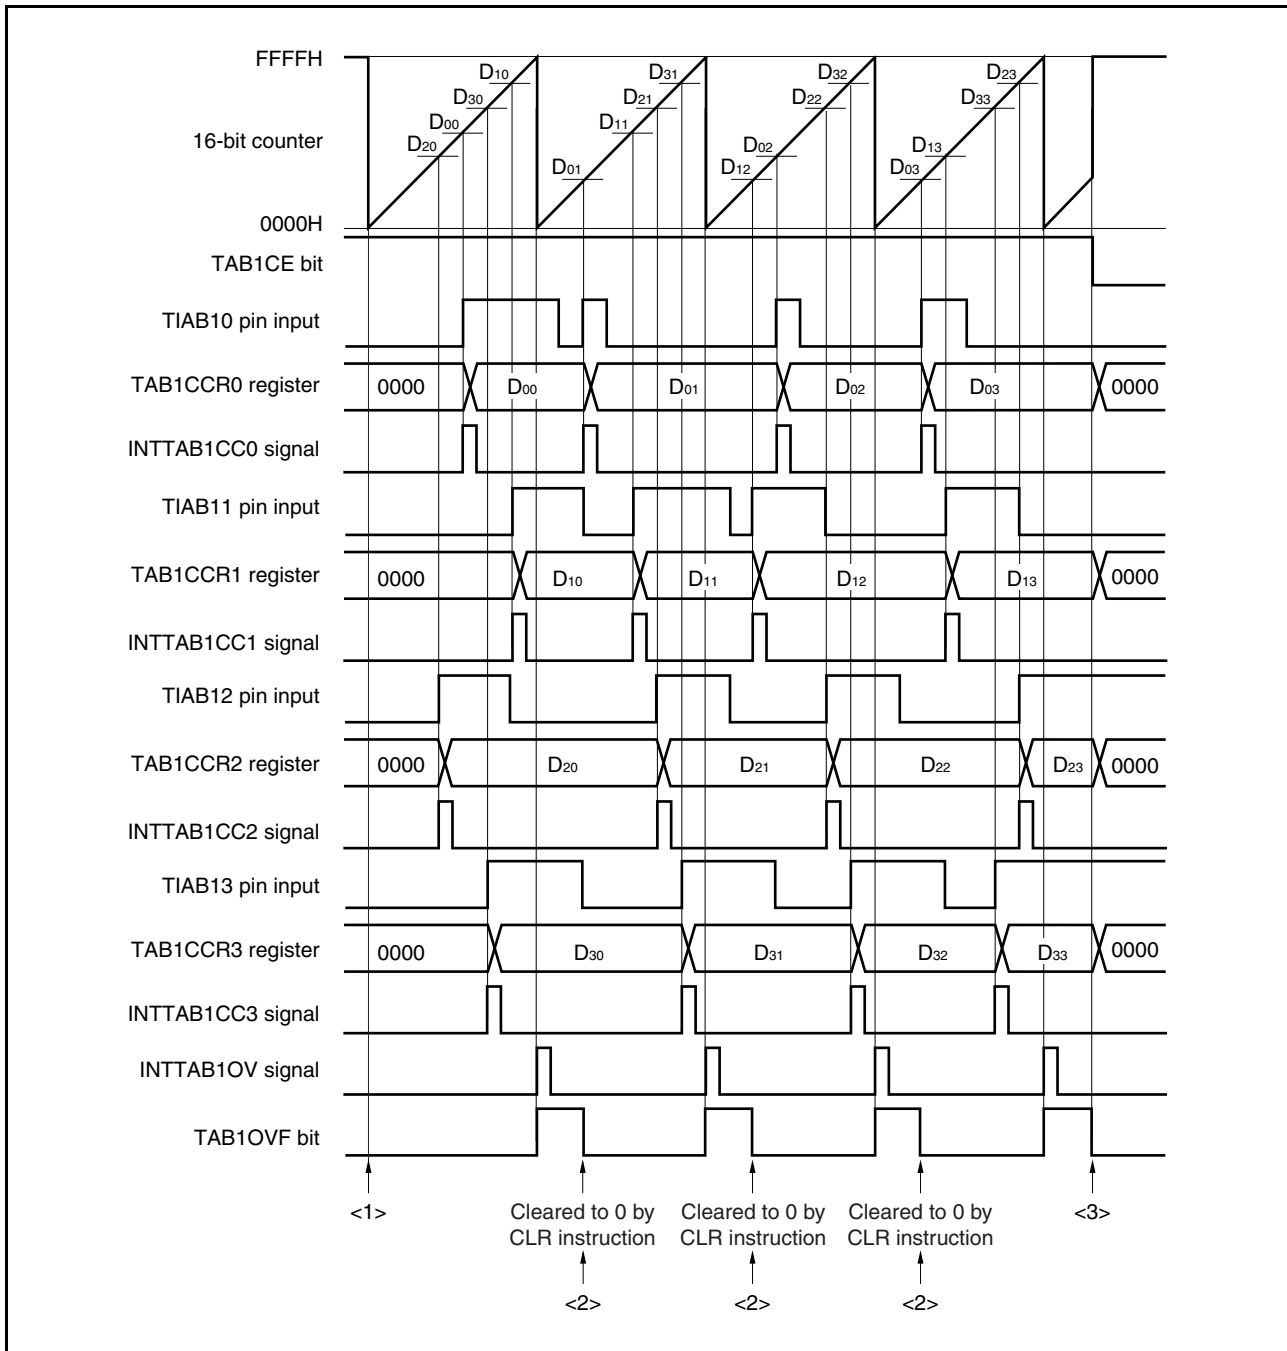 FFFFH
D10
D31
D32
D23
D30
D21
D22
D33
16-bit counter
D00
D11
D20
D02
D13
D01
D12
D03
0000H
TAB1CE bit
TIAB10 pin input
TAB1CCR0 register 0000 D00 D01 D02 D03 0000
INTTAB1CC0 signal
TIAB11 pin input
TAB1CCR1 register 0000 D10 D11 D12 D13 0000
INTTAB1CC1 signal
TIAB12 pin input
TAB1CCR2 register 0000 D20 D21 D22 D23 0000
INTTAB1CC2 signal
TIAB13 pin input
TAB1CCR3 register 0000 D30 D31 D32 D33 0000
INTTAB1CC3 signal
INTTAB1OV signal
TAB1OVF bit
<1>
Cleared to 0 by
CLR instruction
<2>
Cleared to 0 by
CLR instruction
<2>
Cleared to 0 by
CLR instruction
<2>
<3>